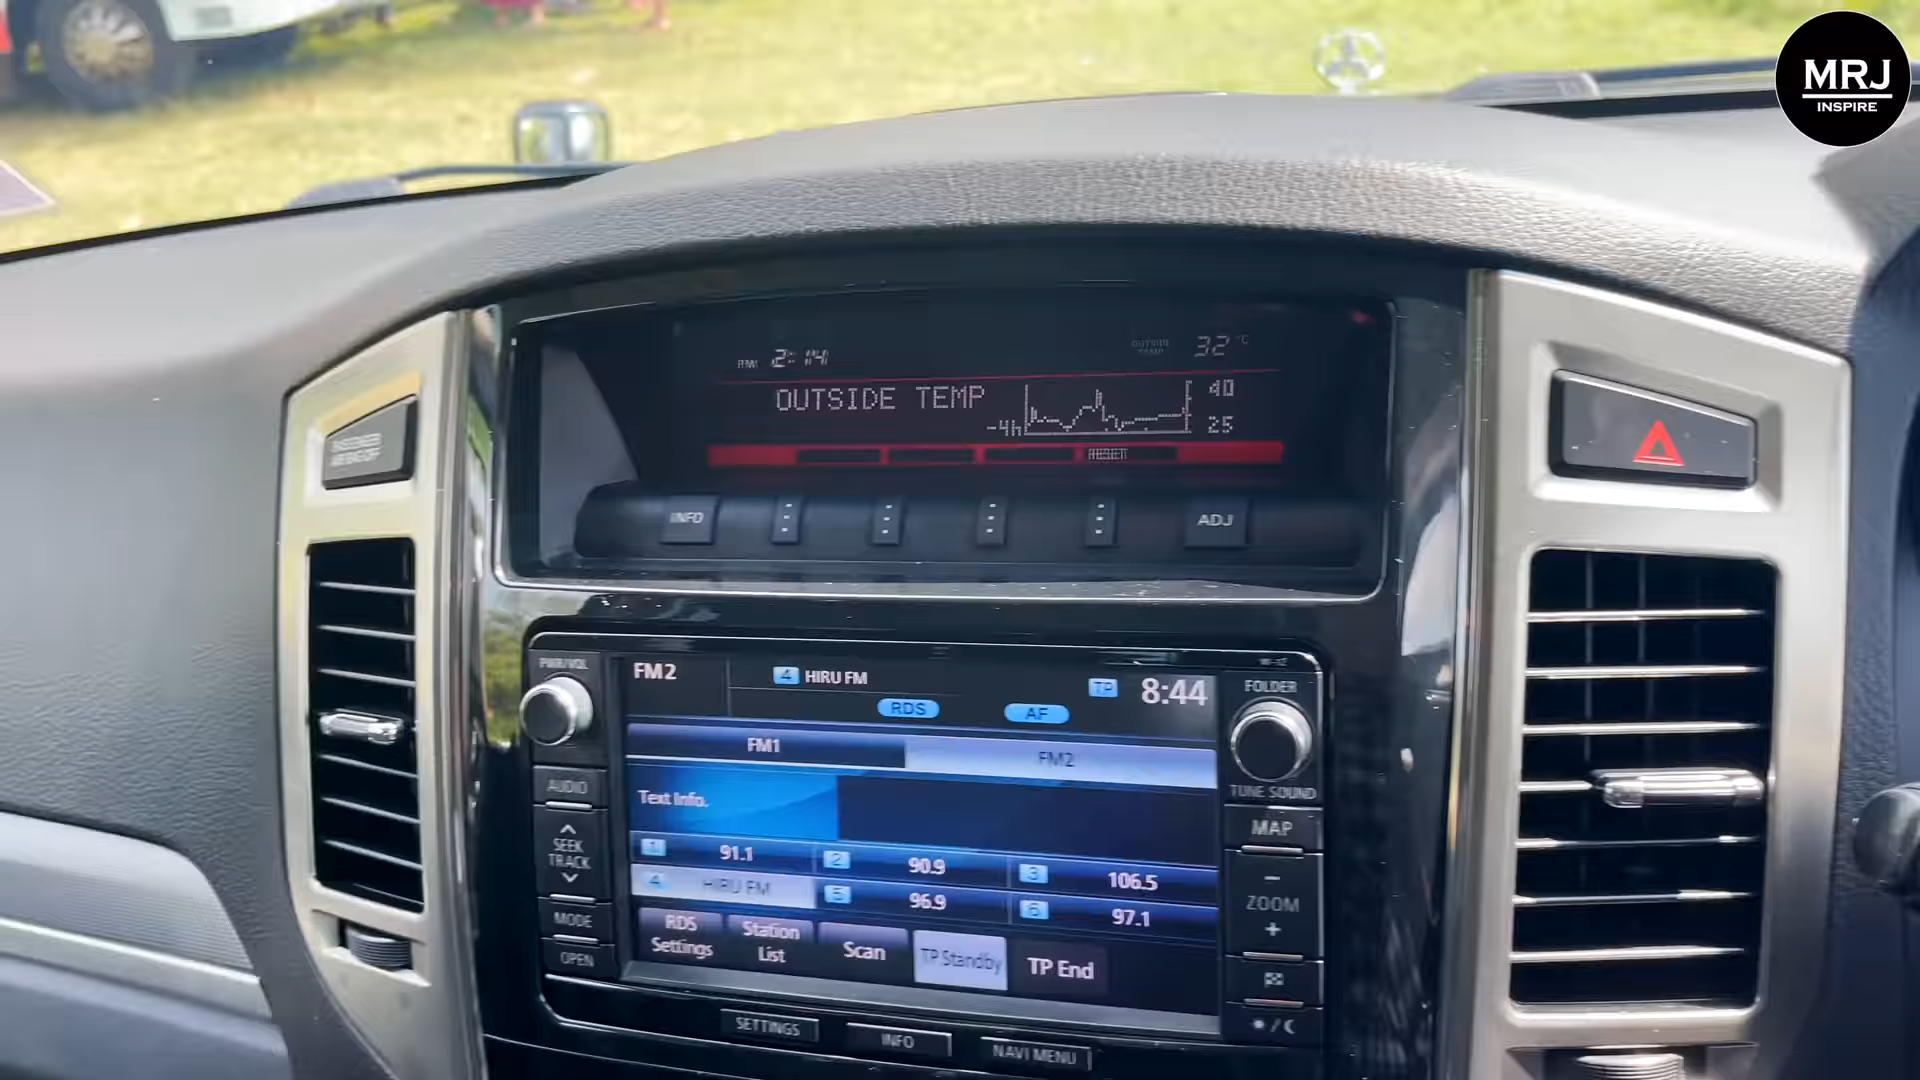 MRJ
INSPIRE
PM 2:14
OUTSIDE TEMP 32°C
OUTSIDE TEMP
-4h
40
25
RESET
PASSENGER
AIRBAG OFF
INFO
ADJ
PWR/VOL
FM2
4 HIRU FM
TP
8:44
RDS
AF
FOLDER
FM1
FM2
TUNE SOUND
AUDIO
Text Info.
MAP
SEEK
TRACK
1 91.1
2 90.9
3 106.5
4 HIRU FM
5 96.9
6 97.1
−
ZOOM
+
MODE
OPEN
RDS Settings
Station List
Scan
TP Standby
TP End
SETTINGS
INFO
NAVI MENU